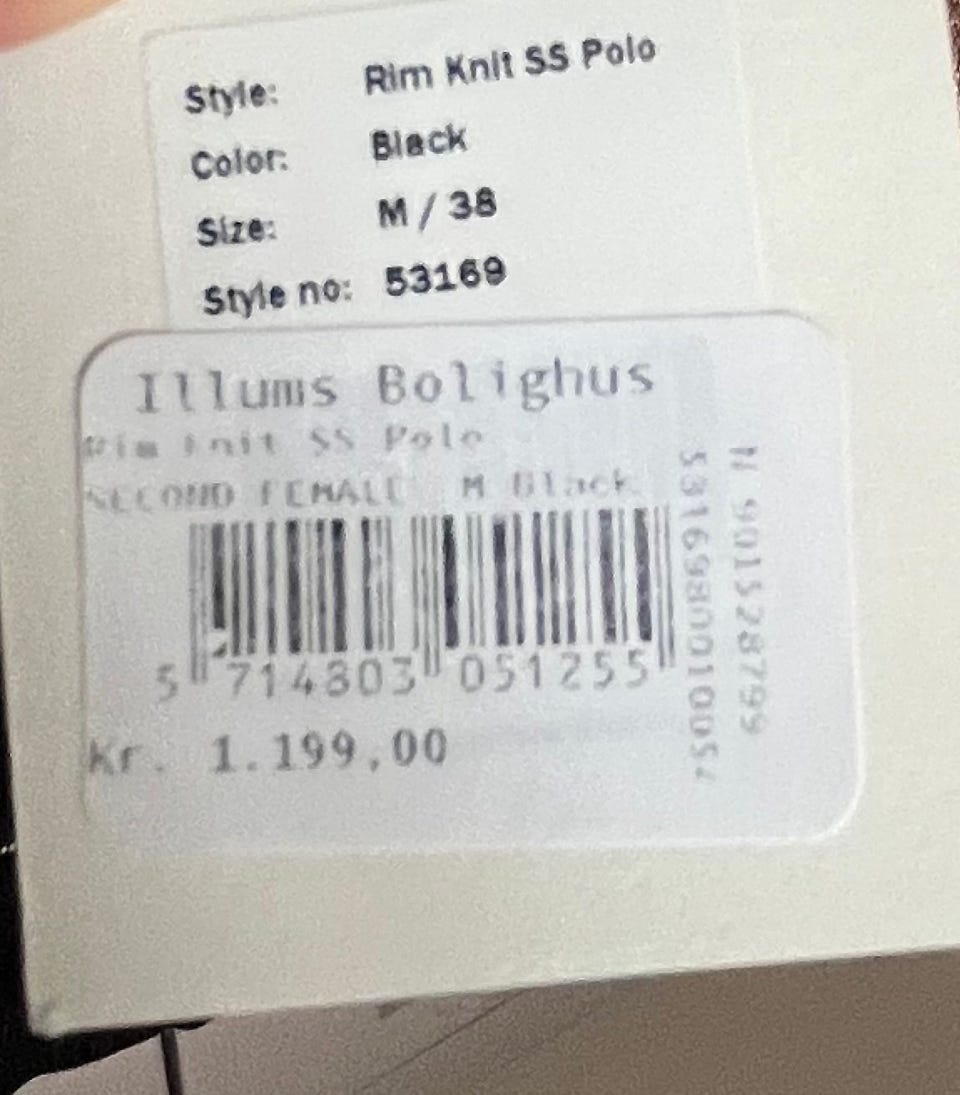 Style: Rim Knit SS Polo
Color: Black
Size: M / 38
Style no: 53169
Illums Bolighus
Rim Knit SS Polo
SECOND FEMALE M Black
5 714803 051255
Kr. 1.199,00
N 901528799